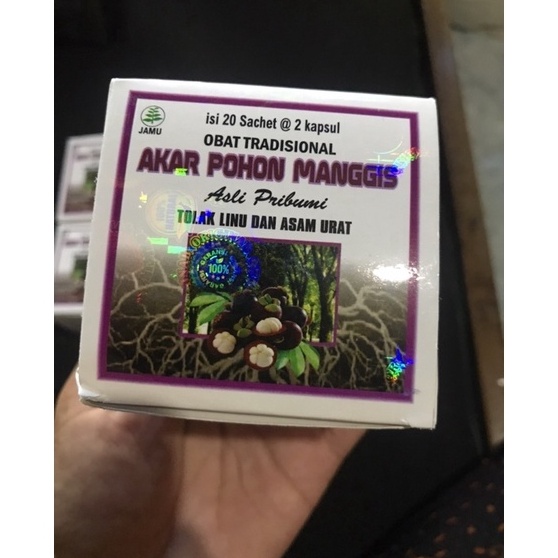 isi 20 Sachet @ 2 kapsul
JAMU
OBAT TRADISIONAL
AKAR POHON MANGGIS
Asli Pribumi
TOLAK LINU DAN ASAM URAT
100%